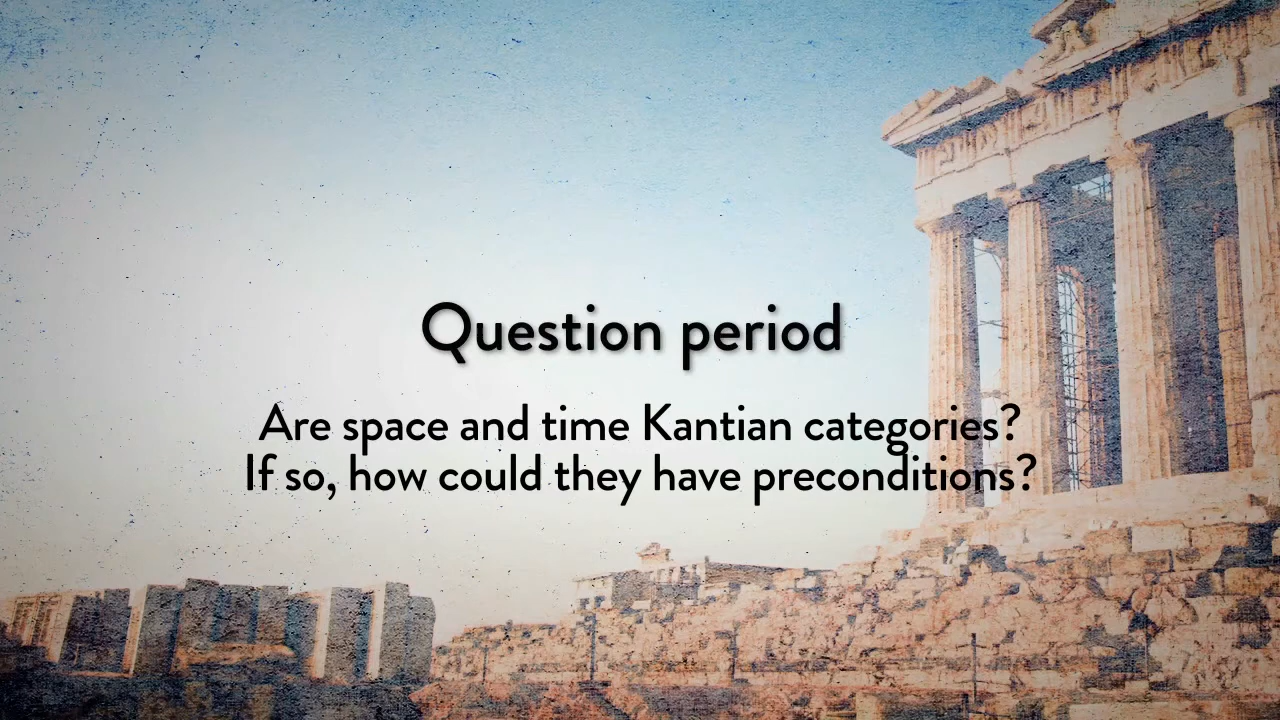 Question period
Are space and time Kantian categories?
If so, how could they have preconditions?